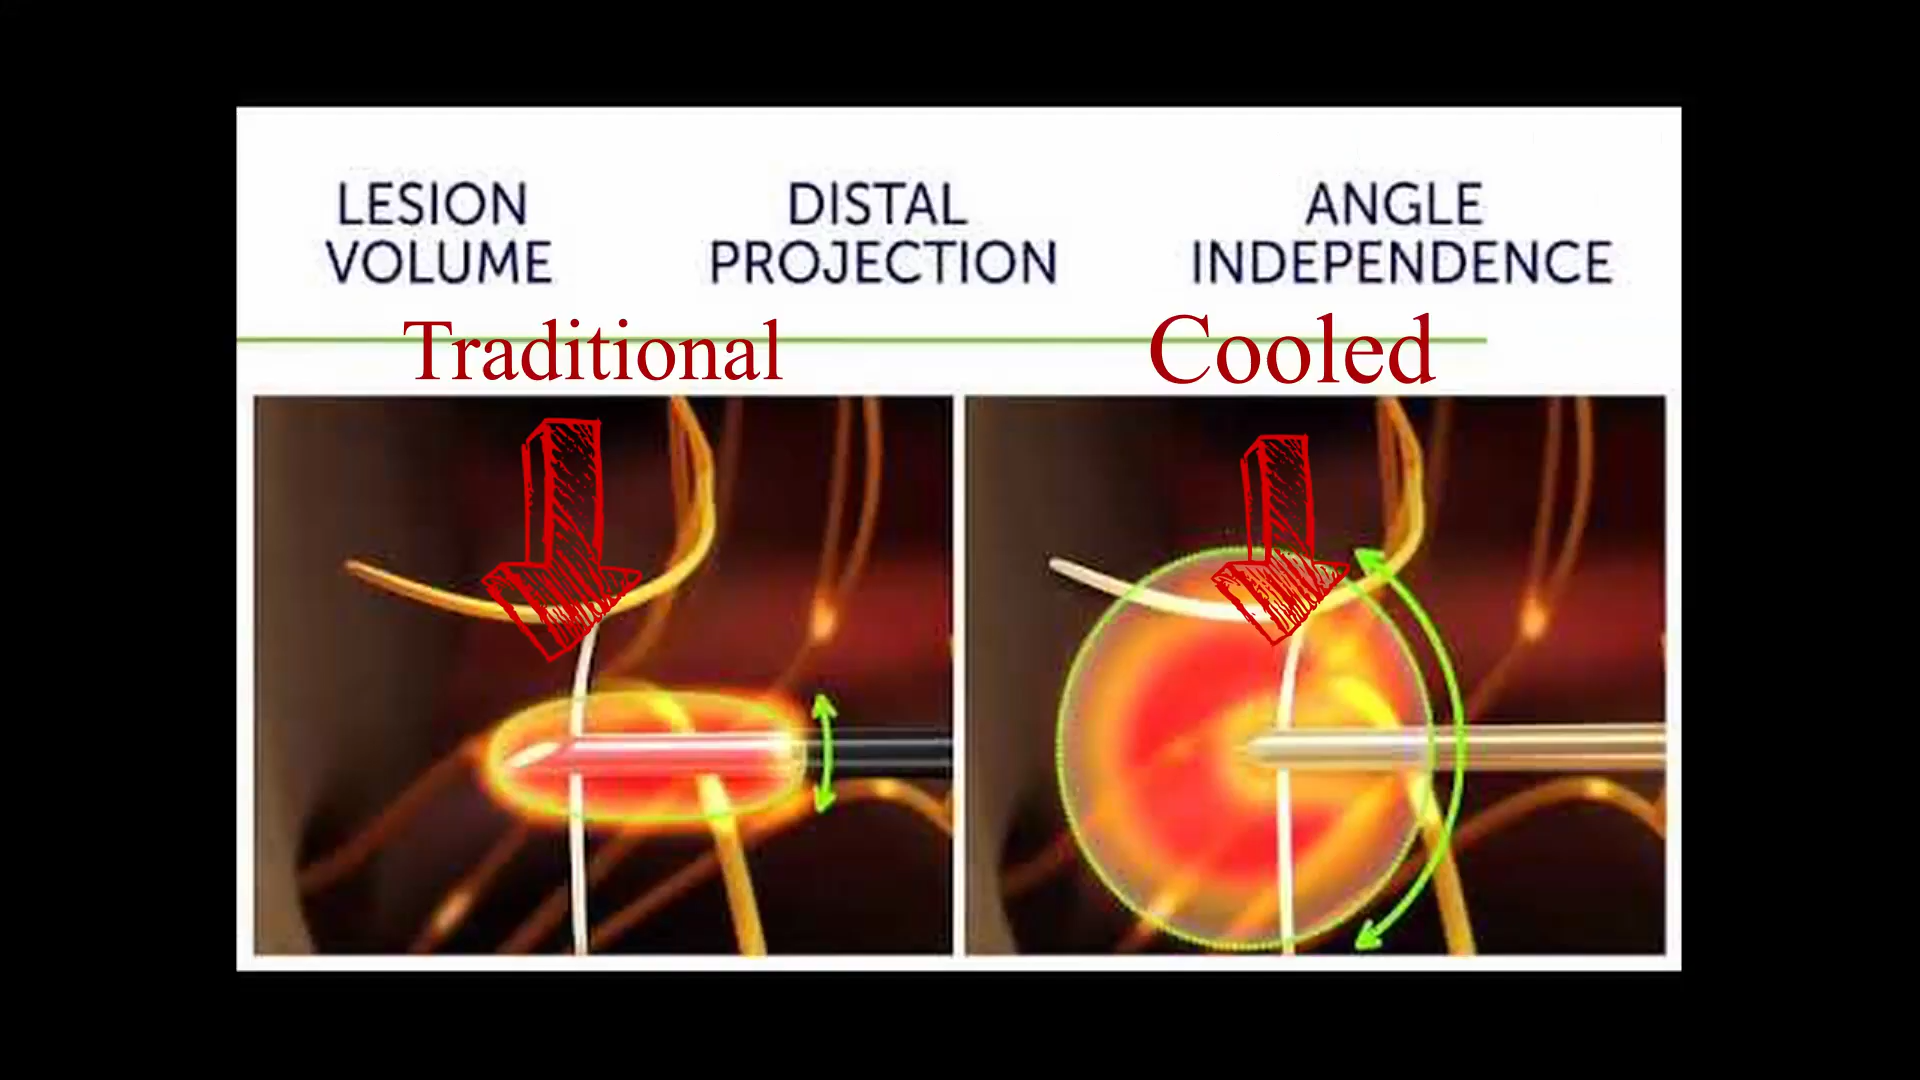 LESION
VOLUME
DISTAL
PROJECTION
ANGLE
INDEPENDENCE
Traditional
Cooled